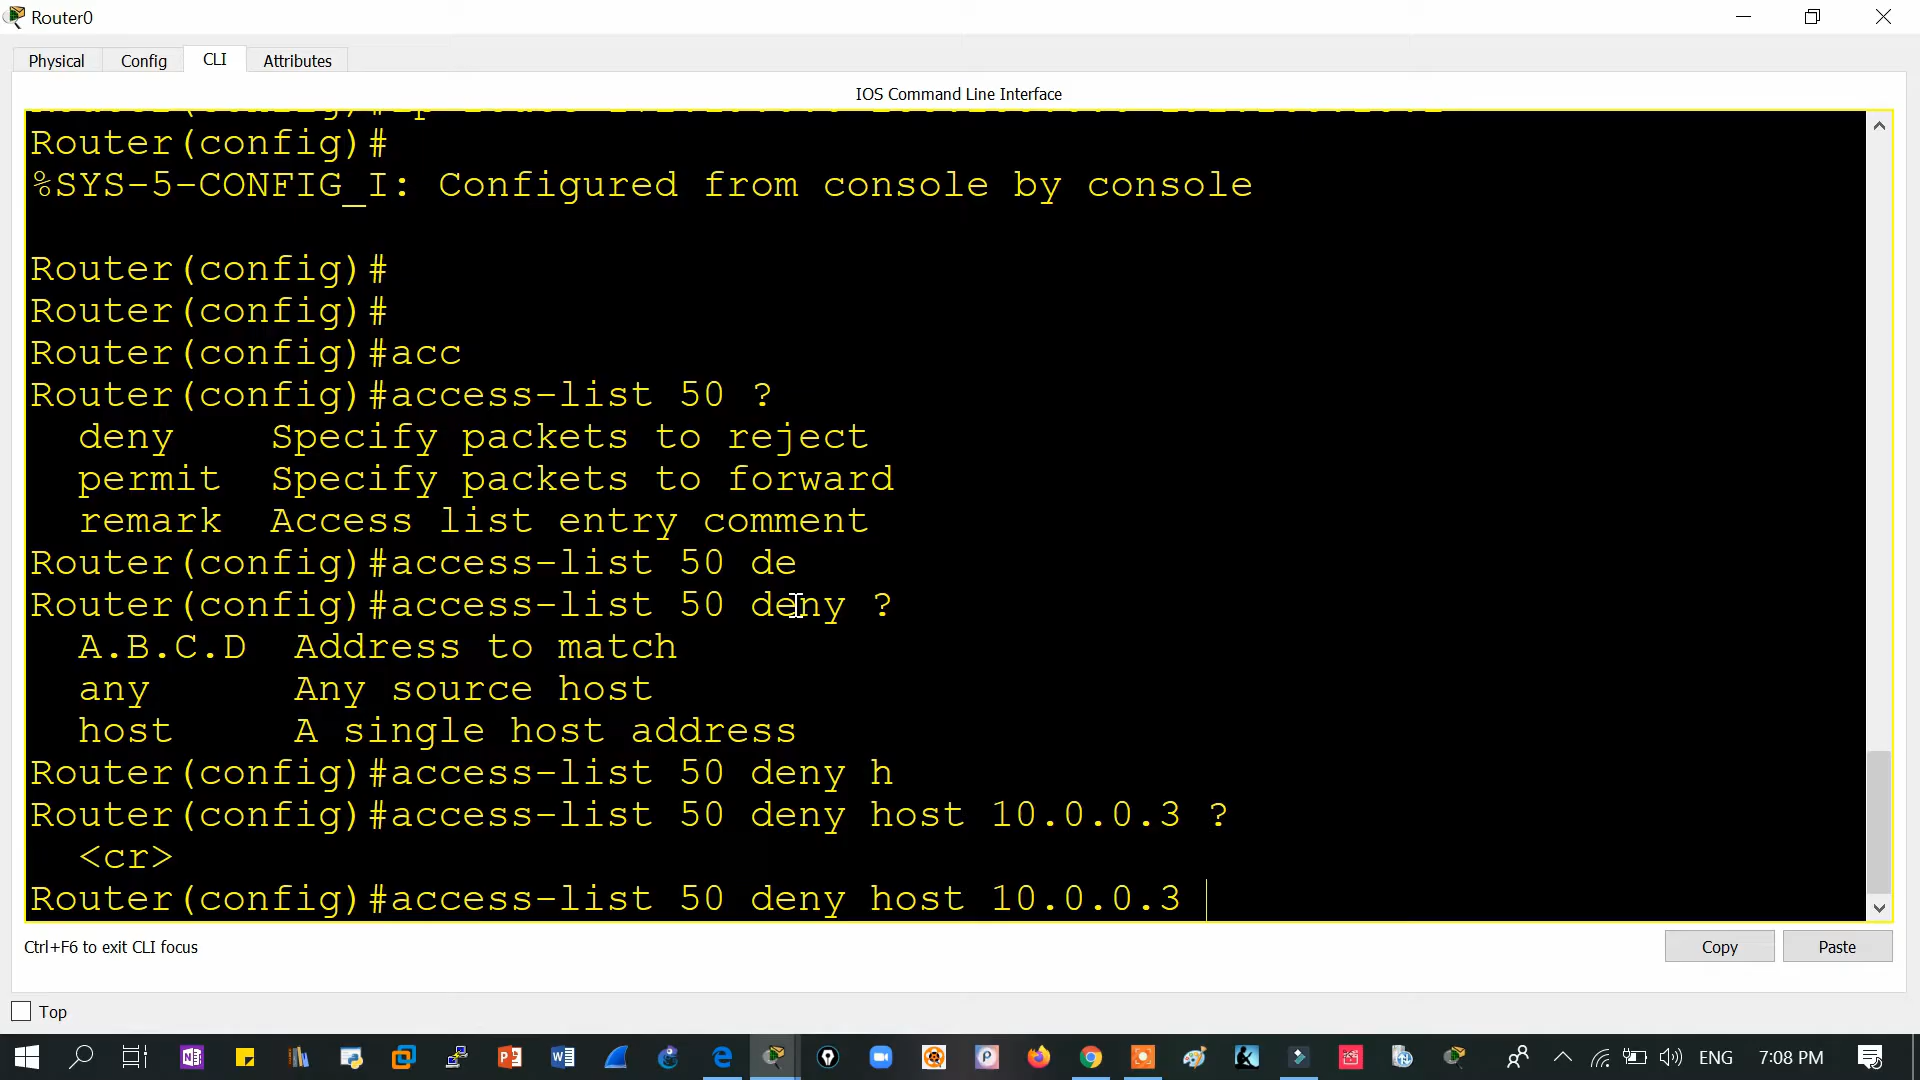 Router0
Physical Config CLI Attributes
IOS Command Line Interface
Router(config)#
%SYS-5-CONFIG_I: Configured from console by console
Router(config)#
Router(config)#
Router(config)#acc
Router(config)#access-list 50 ?
deny Specify packets to reject
permit Specify packets to forward
remark Access list entry comment
Router(config)#access-list 50 de
Router(config)#access-list 50 deny ?
A.B.C.D Address to match
any Any source host
host A single host address
Router(config)#access-list 50 deny h
Router(config)#access-list 50 deny host 10.0.0.3 ?
<cr>
Router(config)#access-list 50 deny host 10.0.0.3
Ctrl+F6 to exit CLI focus
Copy Paste
Top
ENG 7:08 PM